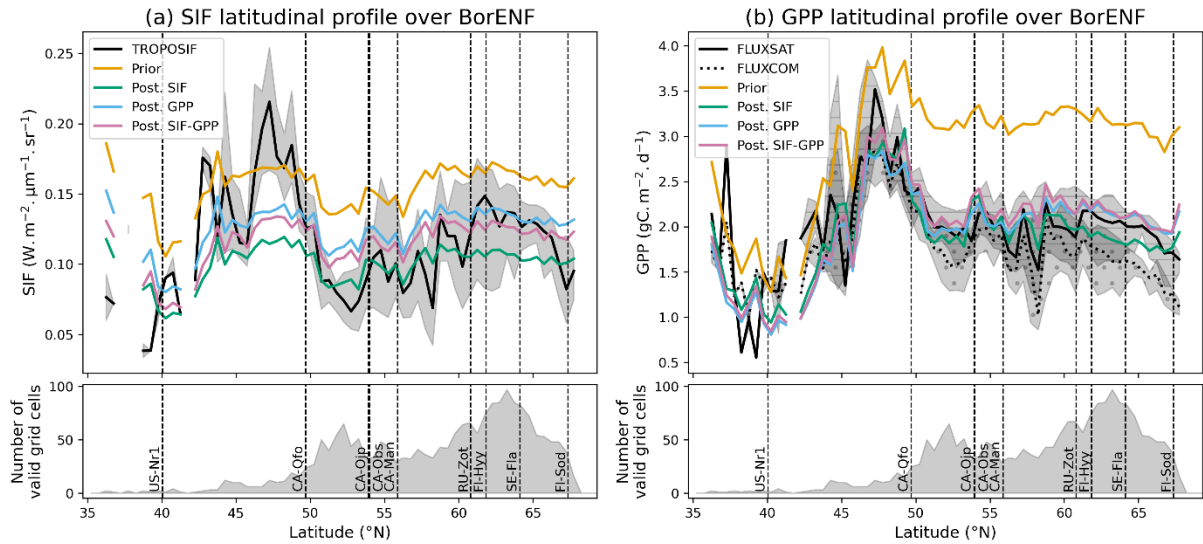 (a) SIF latitudinal profile over BorENF
TROPOSIF
Prior
Post. SIF
Post. GPP
Post. SIF-GPP
SIF (W. m⁻². μm⁻¹. sr⁻¹)
0.25
0.20
0.15
0.10
0.05
Number of
valid grid cells
100
50
0
US-Nr1
CA-Qfo
CA-Ojp
CA-Obs
CA-Man
RU-Zot
FI-Hyy
SE-Fla
FI-Sod
35
40
45
50
55
60
65
Latitude (°N)
(b) GPP latitudinal profile over BorENF
FLUXSAT
FLUXCOM
Prior
Post. SIF
Post. GPP
Post. SIF-GPP
GPP (gC. m⁻². d⁻¹)
4.0
3.5
3.0
2.5
2.0
1.5
1.0
0.5
Number of
valid grid cells
100
50
0
US-Nr1
CA-Qfo
CA-Ojp
CA-Obs
CA-Man
RU-Zot
FI-Hyy
SE-Fla
FI-Sod
35
40
45
50
55
60
65
Latitude (°N)